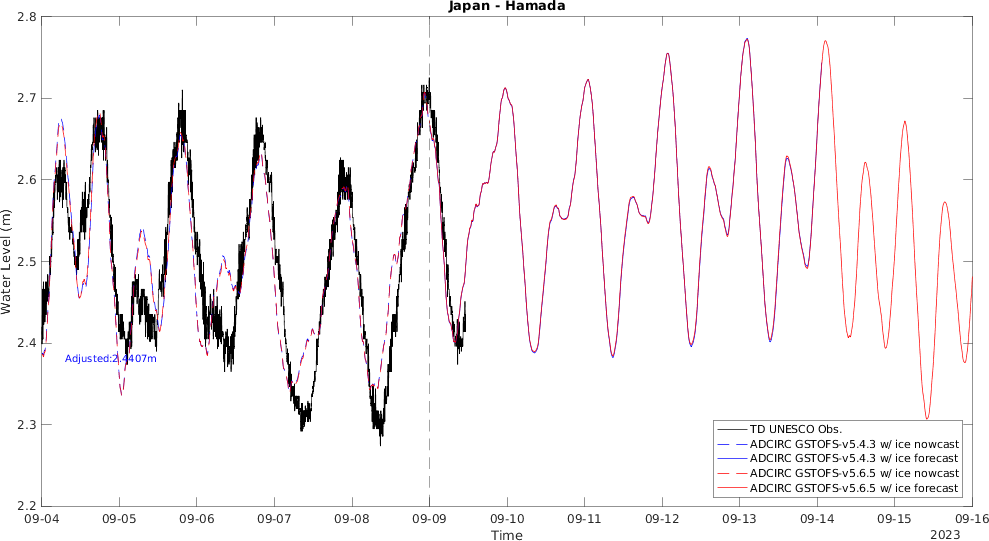 Japan - Hamada
Water Level (m)
2.8
2.7
2.6
2.5
2.4
2.3
2.2
Adjusted:2.4407m
TD UNESCO Obs.
ADCIRC GSTOFS-v5.4.3 w/ ice nowcast
ADCIRC GSTOFS-v5.4.3 w/ ice forecast
ADCIRC GSTOFS-v5.6.5 w/ ice nowcast
ADCIRC GSTOFS-v5.6.5 w/ ice forecast
09-04 09-05 09-06 09-07 09-08 09-09 09-10 09-11 09-12 09-13 09-14 09-15 09-16
Time
2023